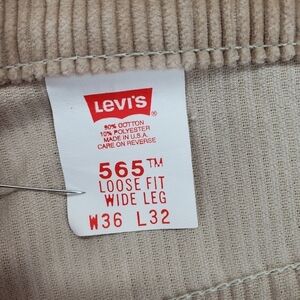 LEVI'S ®
90% COTTON
10% POLYESTER
MADE IN U.S.A.
CARE ON REVERSE
565™
LOOSE FIT
WIDE LEG
W36 L32